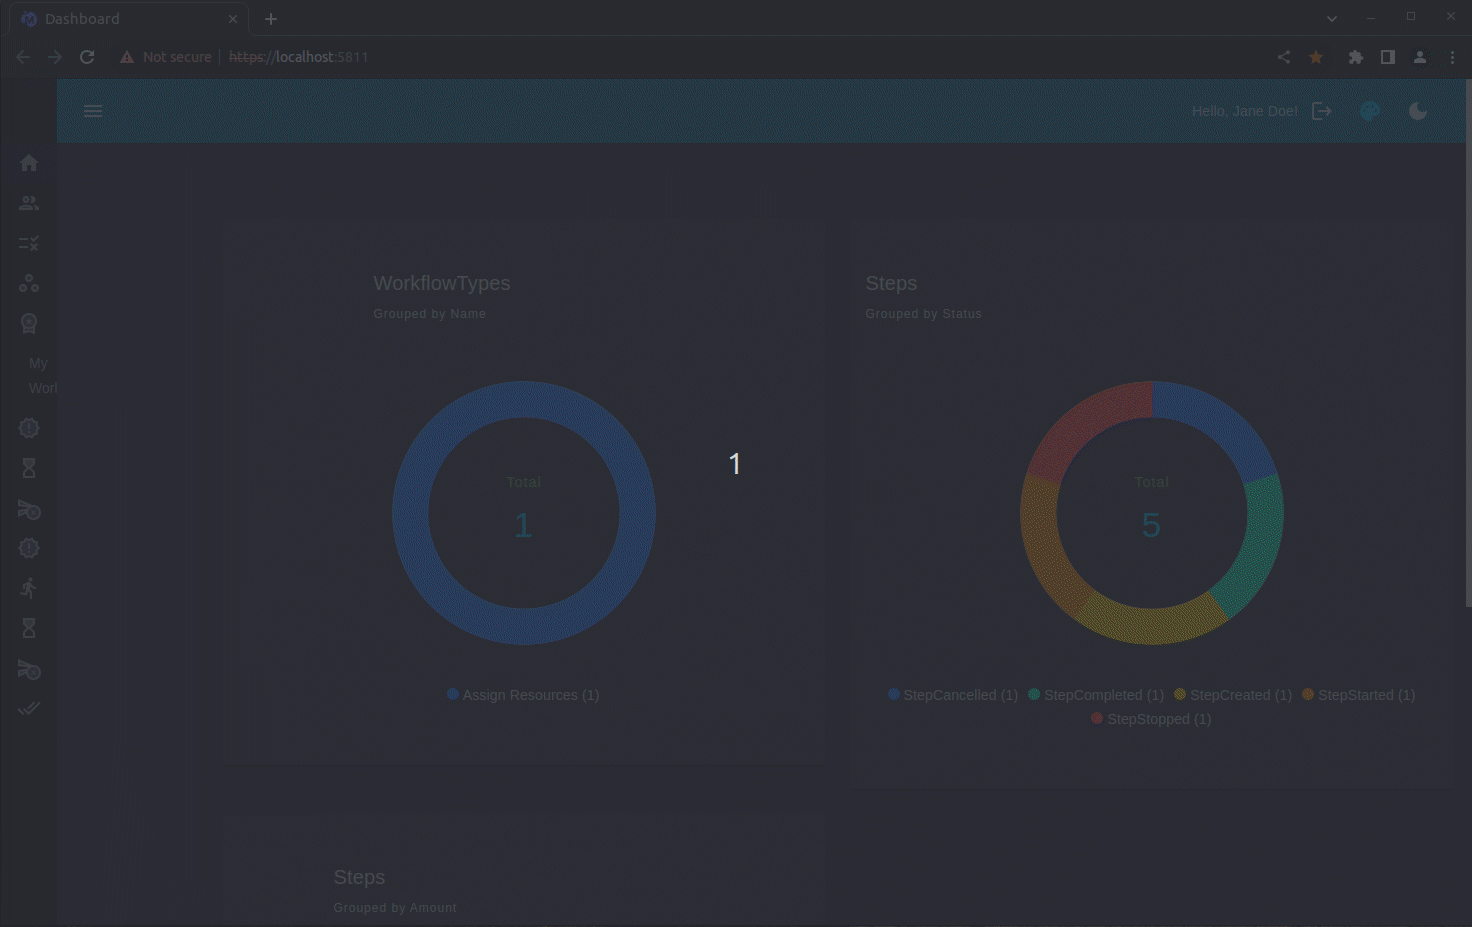 Dashboard
Not secure https://localhost:5811
Hello, Jane Doe!
My
Worl
WorkflowTypes
Grouped by Name
Total
1
Assign Resources (1)
1
Steps
Grouped by Status
Total
5
StepCancelled (1) StepCompleted (1) StepCreated (1) StepStarted (1)
StepStopped (1)
Steps
Grouped by Amount